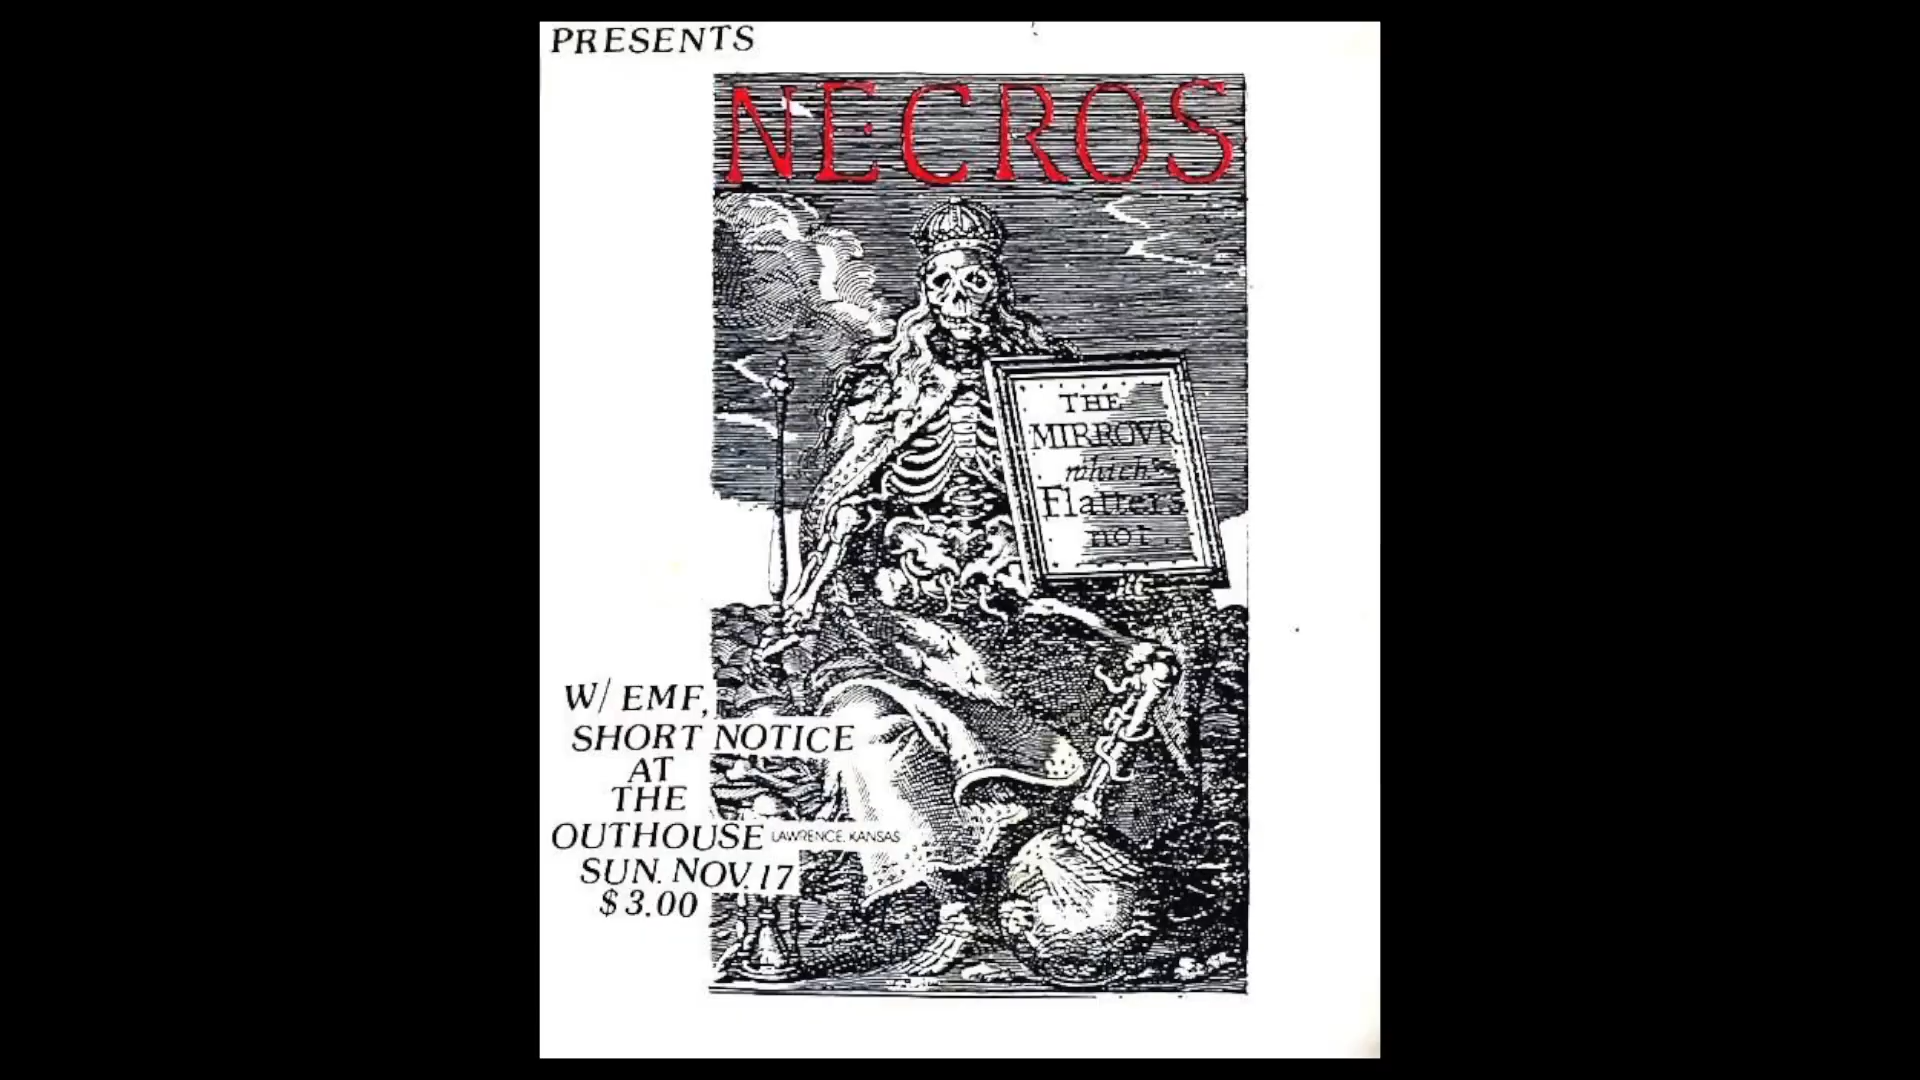 PRESENTS
NECROS
THE
MIRROVR
which
Flatters
not.
W/ EMF,
SHORT NOTICE
AT
THE
OUTHOUSE LAWRENCE, KANSAS
SUN. NOV. 17
$3.00